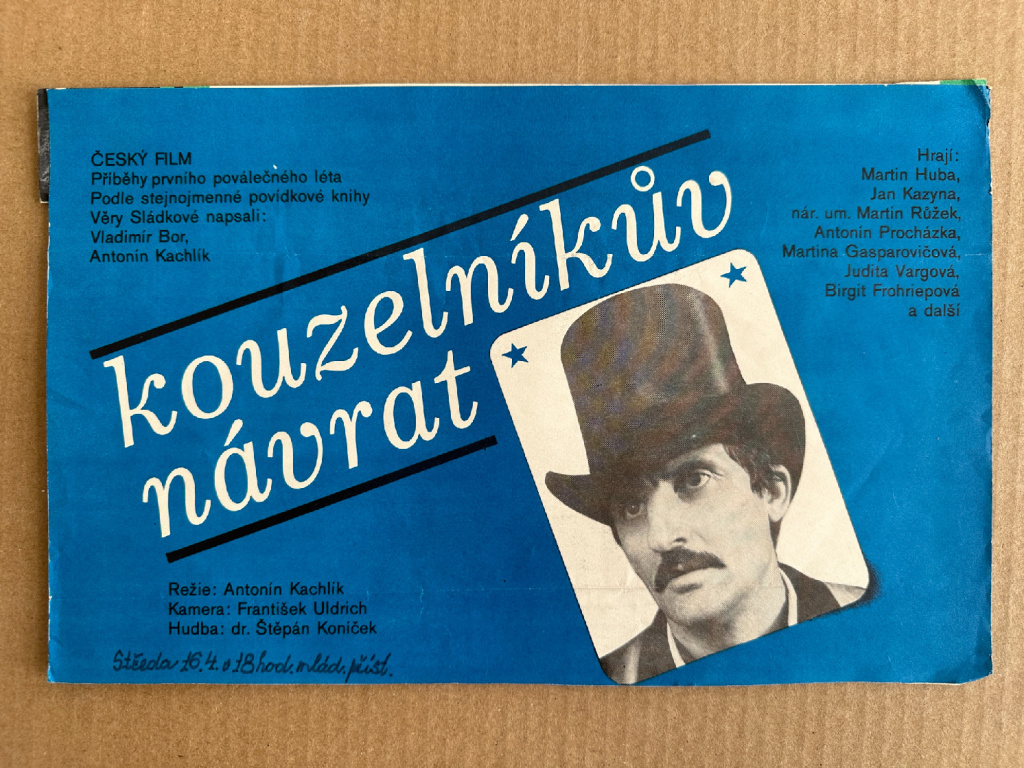 ČESKÝ FILM
Příběhy prvního poválečného léta
Podle stejnojmenné povídkové knihy
Věry Sládkové napsali:
Vladimír Bor,
Antonín Kachlík
kouzelníkův
návrat
Hrají:
Martin Huba,
Jan Kazyna,
nár. um. Martin Růžek,
Antonín Procházka,
Martina Gasparovičová,
Judita Vargová,
Birgit Frohriepová
a další
Režie: Antonín Kachlík
Kamera: František Uldrich
Hudba: dr. Štěpán Koníček
Středa 16.4. v 18 hod. mlád. příst.